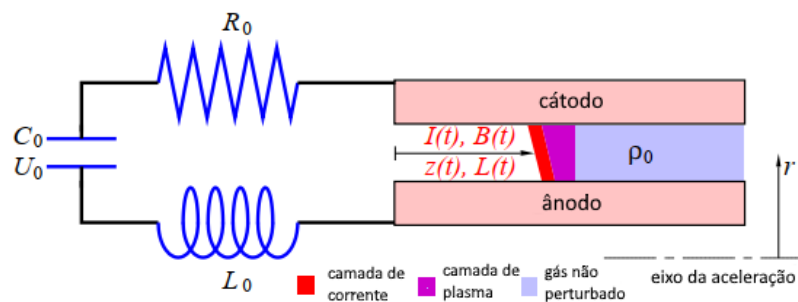 R₀
cátodo
C₀
U₀
I(t), B(t)
z(t), L(t)
ρ₀
r
ânodo
L₀
camada de corrente
camada de plasma
gás não perturbado
eixo da aceleração